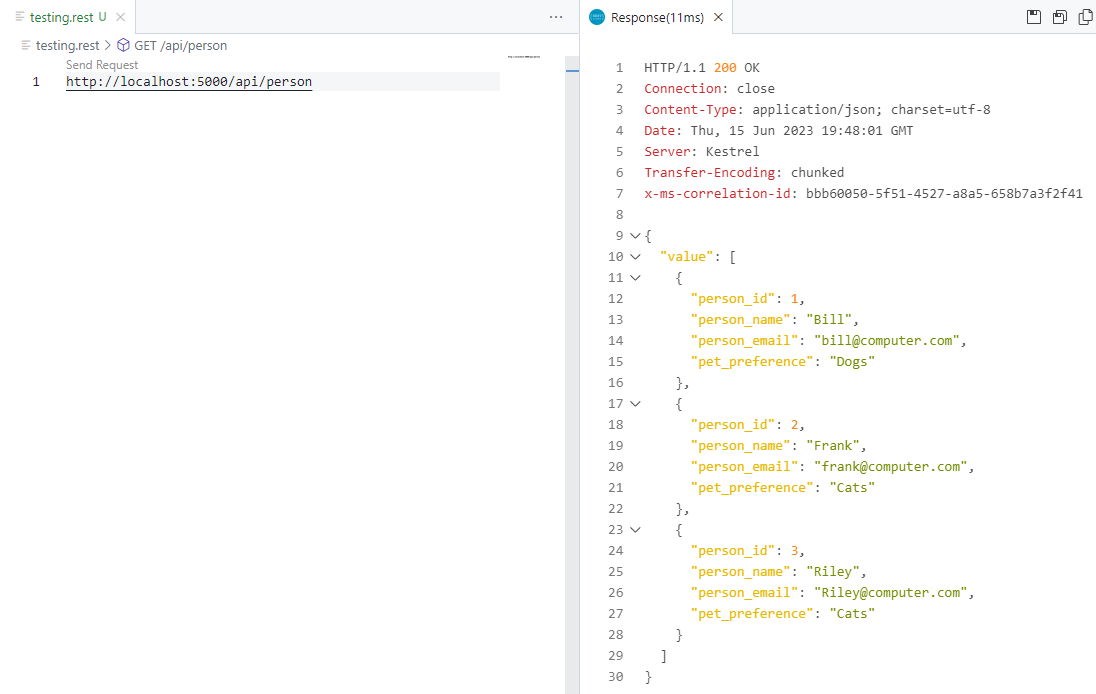 testing.rest U
testing.rest > GET /api/person
Send Request
1 http://localhost:5000/api/person
Response(11ms)
1 HTTP/1.1 200 OK
2 Connection: close
3 Content-Type: application/json; charset=utf-8
4 Date: Thu, 15 Jun 2023 19:48:01 GMT
5 Server: Kestrel
6 Transfer-Encoding: chunked
7 x-ms-correlation-id: bbb60050-5f51-4527-a8a5-658b7a3f2f41
8
9 {
10 "value": [
11 {
12 "person_id": 1,
13 "person_name": "Bill",
14 "person_email": "bill@computer.com",
15 "pet_preference": "Dogs"
16 },
17 {
18 "person_id": 2,
19 "person_name": "Frank",
20 "person_email": "frank@computer.com",
21 "pet_preference": "Cats"
22 },
23 {
24 "person_id": 3,
25 "person_name": "Riley",
26 "person_email": "Riley@computer.com",
27 "pet_preference": "Cats"
28 }
29 ]
30 }